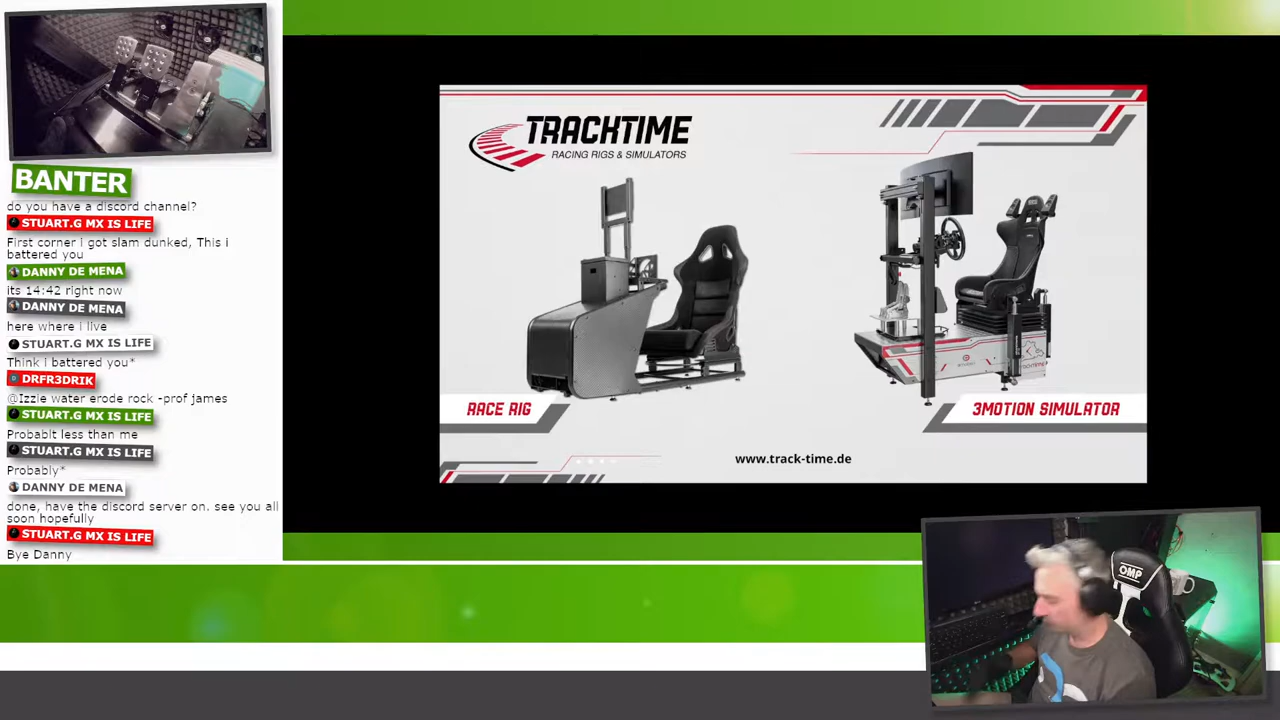 BANTER
do you have a discord channel?
STUART.G MX IS LIFE
First corner i got slam dunked, This i
battered you
DANNY DE MENA
its 14:42 right now
DANNY DE MENA
here where i live
STUART.G MX IS LIFE
Think i battered you*
DRFR3DRIK
@Izzie water erode rock -prof james
STUART.G MX IS LIFE
Probablt less than me
STUART.G MX IS LIFE
Probably*
DANNY DE MENA
done, have the discord server on. see you all
soon hopefully
STUART.G MX IS LIFE
Bye Danny
TRACKTIME
RACING RIGS & SIMULATORS
RACE RIG
3MOTION SIMULATOR
www.track-time.de
OMP